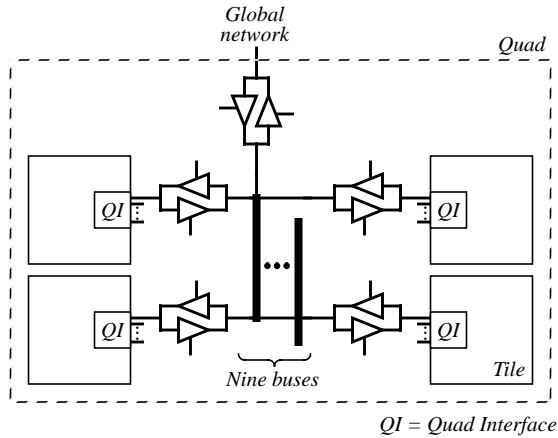 Global
network
Quad
QI
QI
QI
QI
Tile
Nine buses
QI = Quad Interface